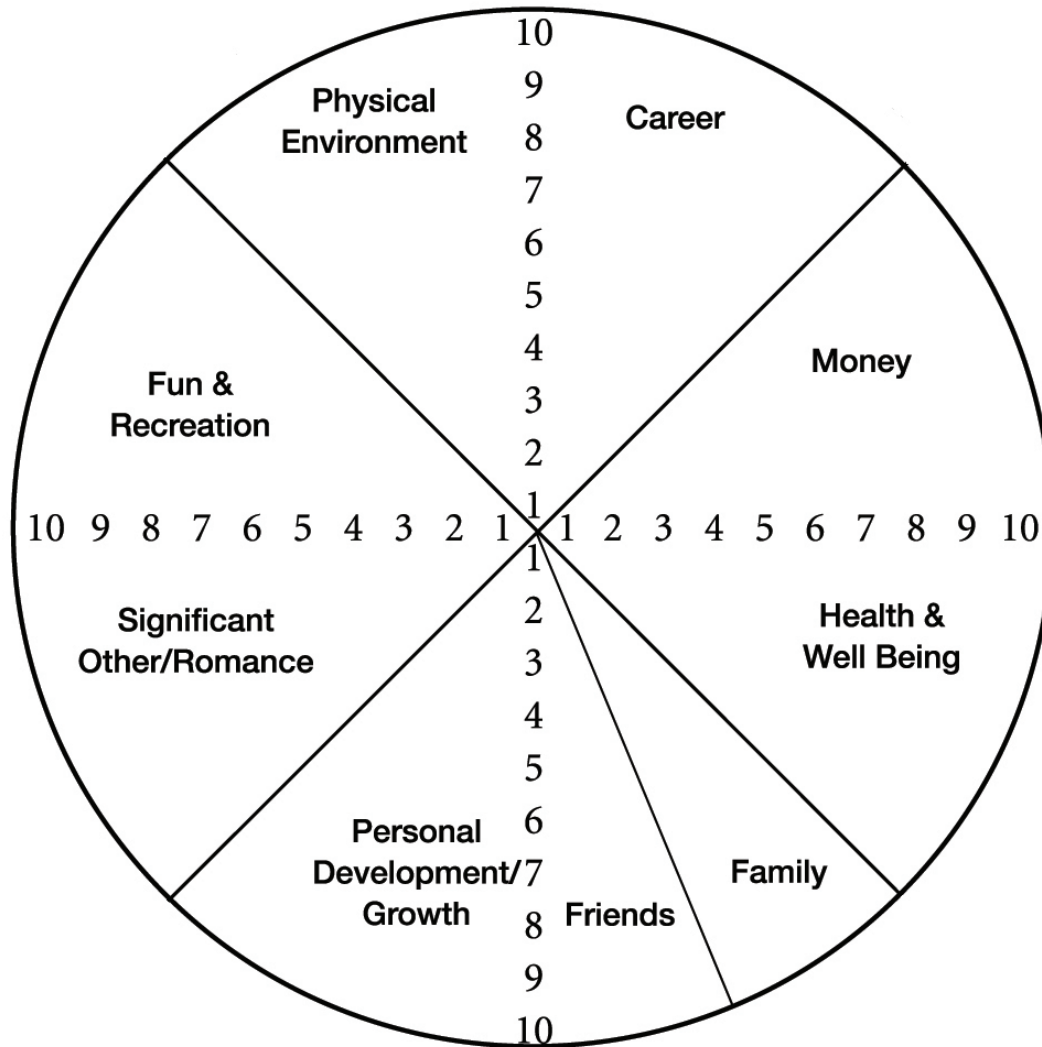 10
9
8
7
6
5
4
3
2
1
Physical
Environment
Career
Fun &
Recreation
Money
10 9 8 7 6 5 4 3 2 1 1 2 3 4 5 6 7 8 9 10
Significant
Other/Romance
Health &
Well Being
1
2
3
4
5
6
7
8
9
10
Personal
Development/
Growth
Friends
Family